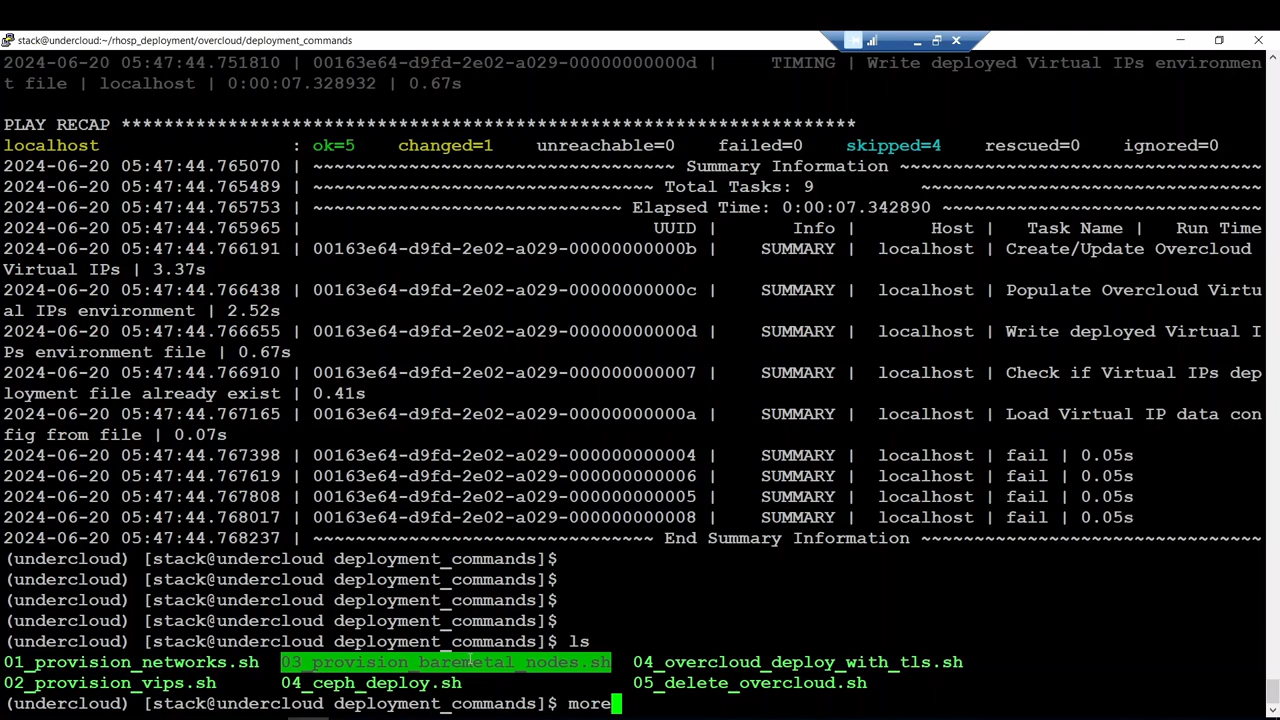 stack@undercloud:~/rhosp_deployment/overcloud/deployment_commands
2024-06-20 05:47:44.751810 | 00163e64-d9fd-2e02-a029-00000000000d |     TIMING | Write deployed Virtual IPs environmen
t file | localhost | 0:00:07.328932 | 0.67s
PLAY RECAP *********************************************************************
localhost                  : ok=5    changed=1    unreachable=0    failed=0    skipped=4    rescued=0    ignored=0
2024-06-20 05:47:44.765070 | ~~~~~~~~~~~~~~~~~~~~~~~~~~~~~~~~~~ Summary Information ~~~~~~~~~~~~~~~~~~~~~~~~~~~~~~~~~~~
2024-06-20 05:47:44.765489 | ~~~~~~~~~~~~~~~~~~~~~~~~~~~~~~~~ Total Tasks: 9          ~~~~~~~~~~~~~~~~~~~~~~~~~~~~~~~~
2024-06-20 05:47:44.765753 | ~~~~~~~~~~~~~~~~~~~~~~~~~~~~~ Elapsed Time: 0:00:07.342890 ~~~~~~~~~~~~~~~~~~~~~~~~~~~~~~
2024-06-20 05:47:44.765965 |                                 UUID |       Info |       Host |   Task Name |   Run Time
2024-06-20 05:47:44.766191 | 00163e64-d9fd-2e02-a029-00000000000b |    SUMMARY |  localhost | Create/Update Overcloud
Virtual IPs | 3.37s
2024-06-20 05:47:44.766438 | 00163e64-d9fd-2e02-a029-00000000000c |    SUMMARY |  localhost | Populate Overcloud Virtu
al IPs environment | 2.52s
2024-06-20 05:47:44.766655 | 00163e64-d9fd-2e02-a029-00000000000d |    SUMMARY |  localhost | Write deployed Virtual I
Ps environment file | 0.67s
2024-06-20 05:47:44.766910 | 00163e64-d9fd-2e02-a029-000000000007 |    SUMMARY |  localhost | Check if Virtual IPs dep
loyment file already exist | 0.41s
2024-06-20 05:47:44.767165 | 00163e64-d9fd-2e02-a029-00000000000a |    SUMMARY |  localhost | Load Virtual IP data con
fig from file | 0.07s
2024-06-20 05:47:44.767398 | 00163e64-d9fd-2e02-a029-000000000004 |    SUMMARY |  localhost | fail | 0.05s
2024-06-20 05:47:44.767619 | 00163e64-d9fd-2e02-a029-000000000006 |    SUMMARY |  localhost | fail | 0.05s
2024-06-20 05:47:44.767808 | 00163e64-d9fd-2e02-a029-000000000005 |    SUMMARY |  localhost | fail | 0.05s
2024-06-20 05:47:44.768017 | 00163e64-d9fd-2e02-a029-000000000008 |    SUMMARY |  localhost | fail | 0.05s
2024-06-20 05:47:44.768237 | ~~~~~~~~~~~~~~~~~~~~~~~~~~~~~~~~ End Summary Information ~~~~~~~~~~~~~~~~~~~~~~~~~~~~~~~~
(undercloud) [stack@undercloud deployment_commands]$
(undercloud) [stack@undercloud deployment_commands]$
(undercloud) [stack@undercloud deployment_commands]$
(undercloud) [stack@undercloud deployment_commands]$
(undercloud) [stack@undercloud deployment_commands]$ ls
01_provision_networks.sh  03_provision_baremetal_nodes.sh  04_overcloud_deploy_with_tls.sh
02_provision_vips.sh      04_ceph_deploy.sh                05_delete_overcloud.sh
(undercloud) [stack@undercloud deployment_commands]$ more